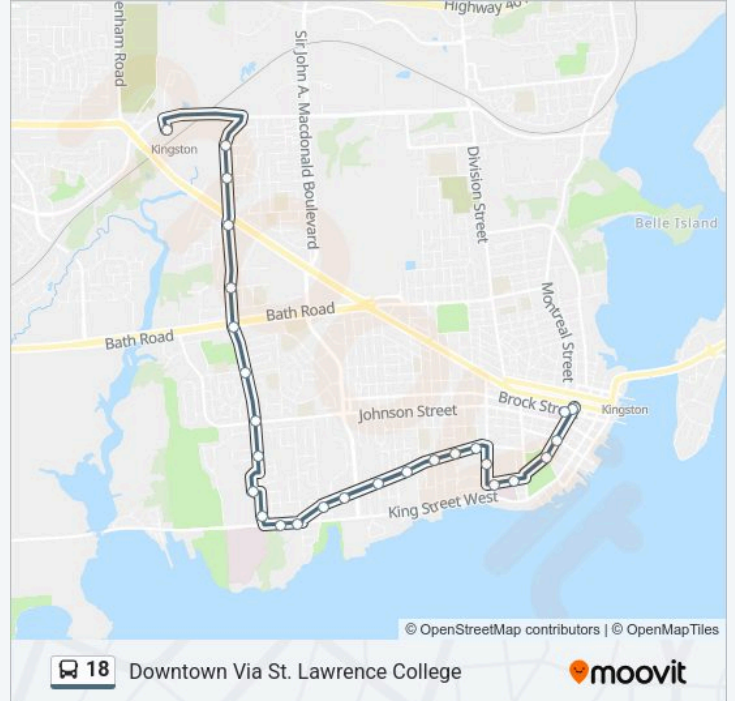 Highway 401
enham Road
Sir John A. Macdonald Boulevard
Kingston
Division Street
Belle Island
Montreal Street
Bath Road
Bath Road
Brock Stre
Kingston
Johnson Street
King Street West
© OpenStreetMap contributors | © OpenMapTiles
18 Downtown Via St. Lawrence College
moovit